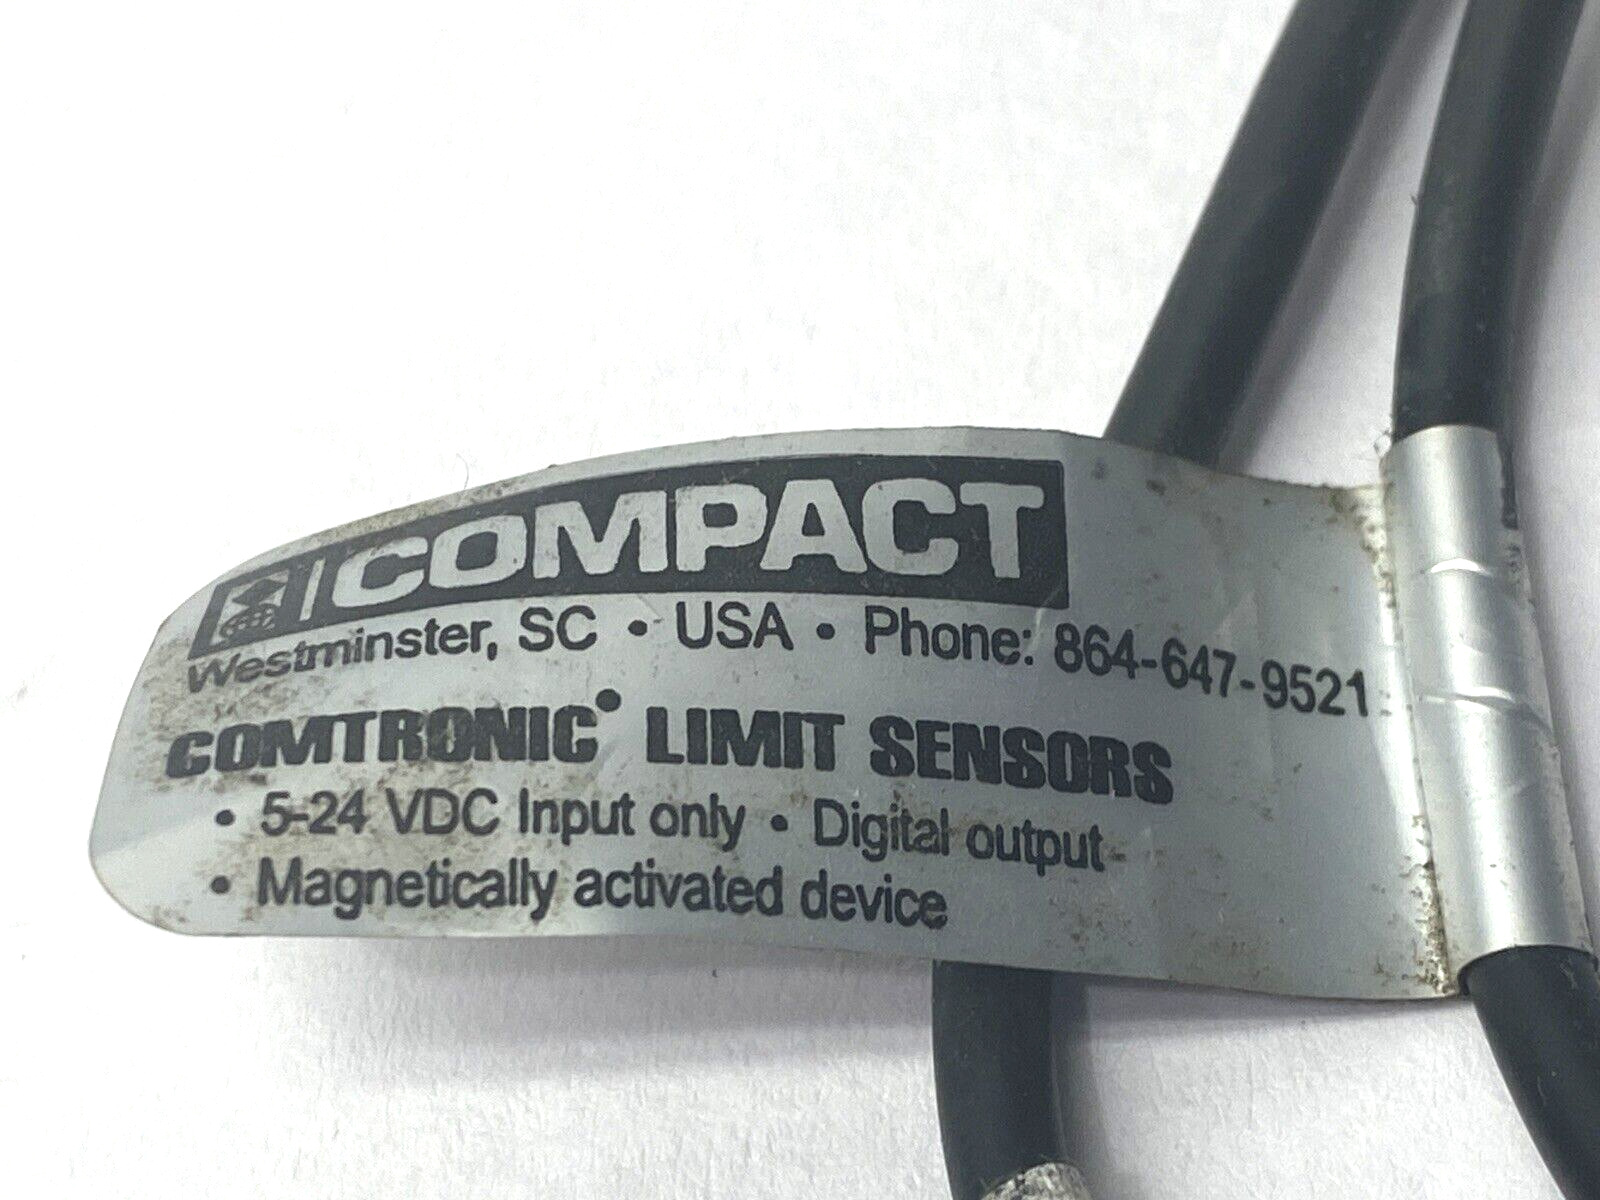 COMPACT
Westminster, SC • USA • Phone: 864-647-9521
COMTRONIC® LIMIT SENSORS
• 5-24 VDC Input only • Digital output
• Magnetically activated device